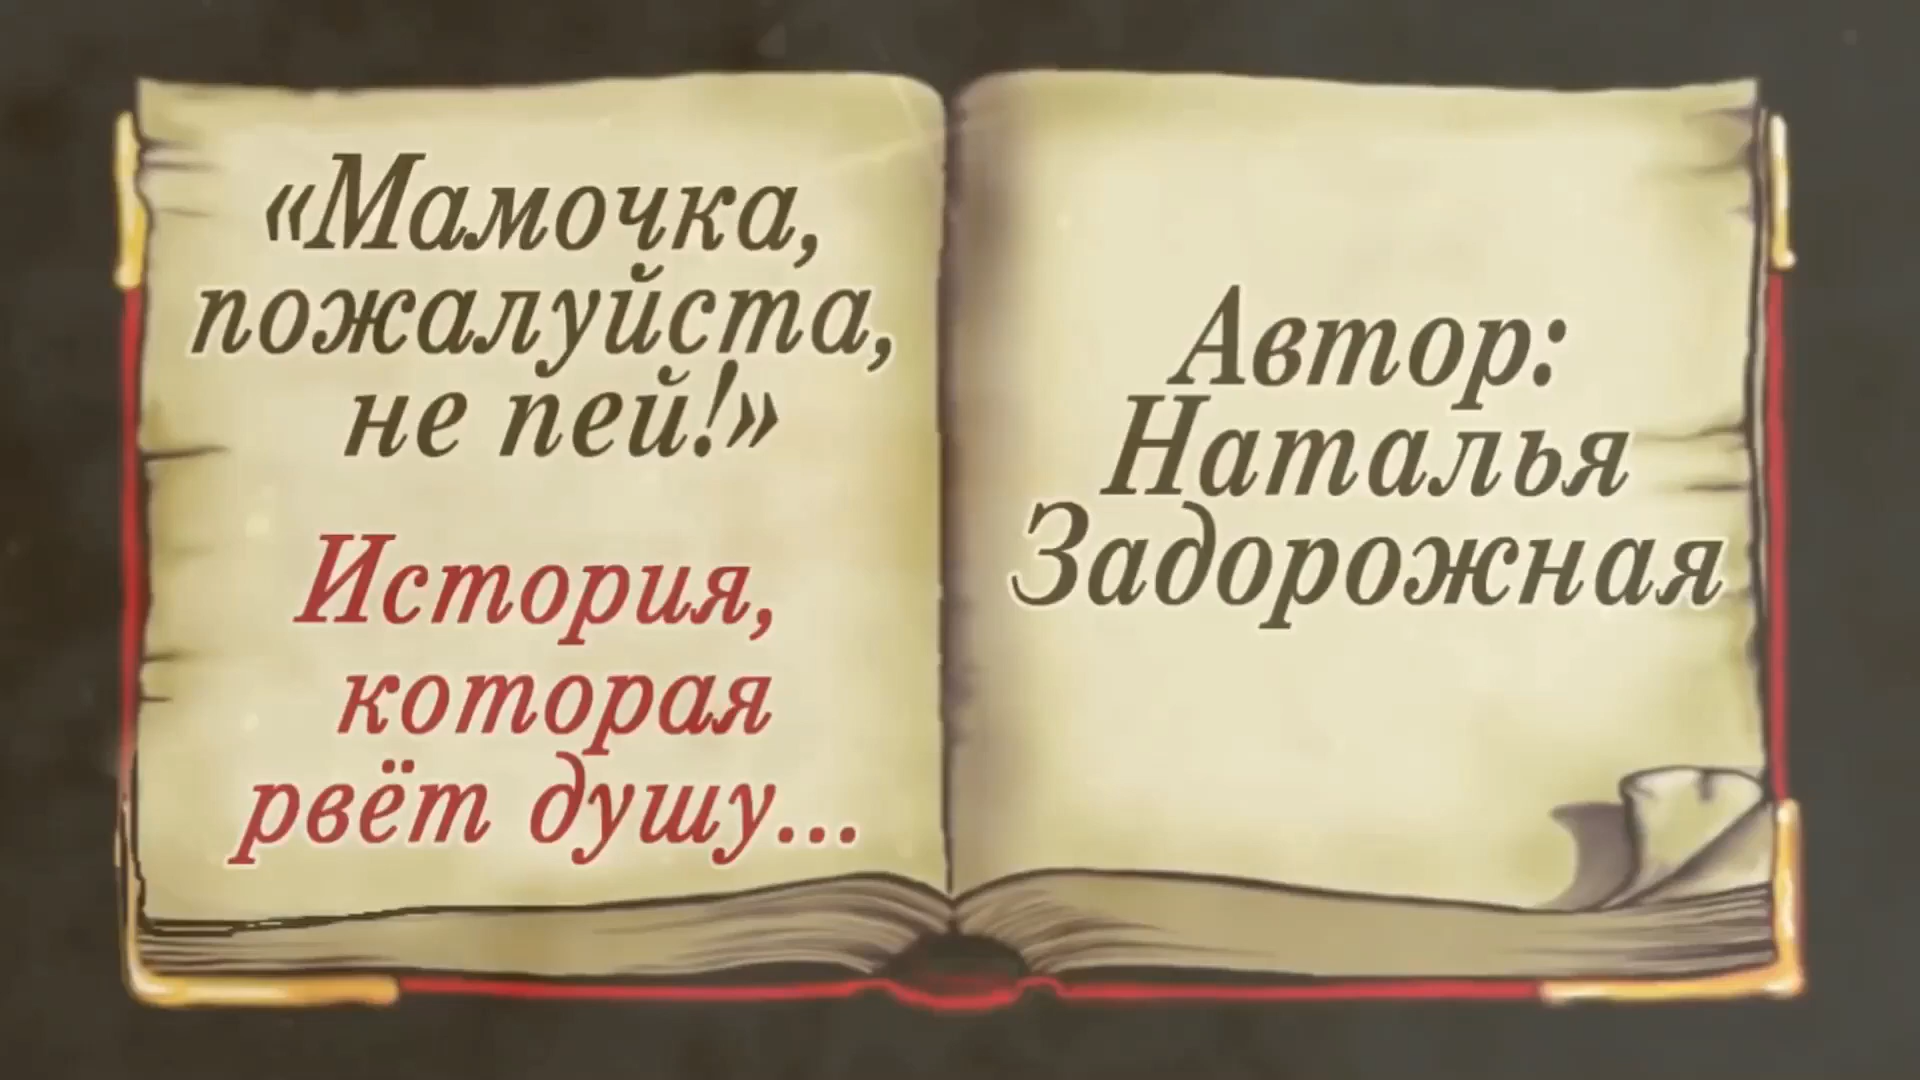 «Мамочка,
пожалуйста,
не пей!»
История,
которая
рвёт душу...
Автор:
Наталья
Задорожная